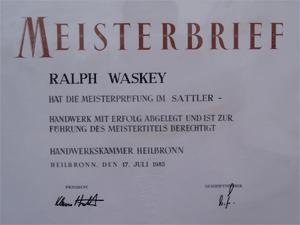 MEISTERBRIEF
RALPH WASKEY
HAT DIE MEISTERPRÜFUNG IM SATTLER -
HANDWERK MIT ERFOLG ABGELEGT UND IST ZUR
FÜHRUNG DES MEISTERTITELS BERECHTIGT
HANDWERKSKAMMER HEILBRONN
HEILBRONN, DEN 17. JULI 1985
PRÄSIDENT